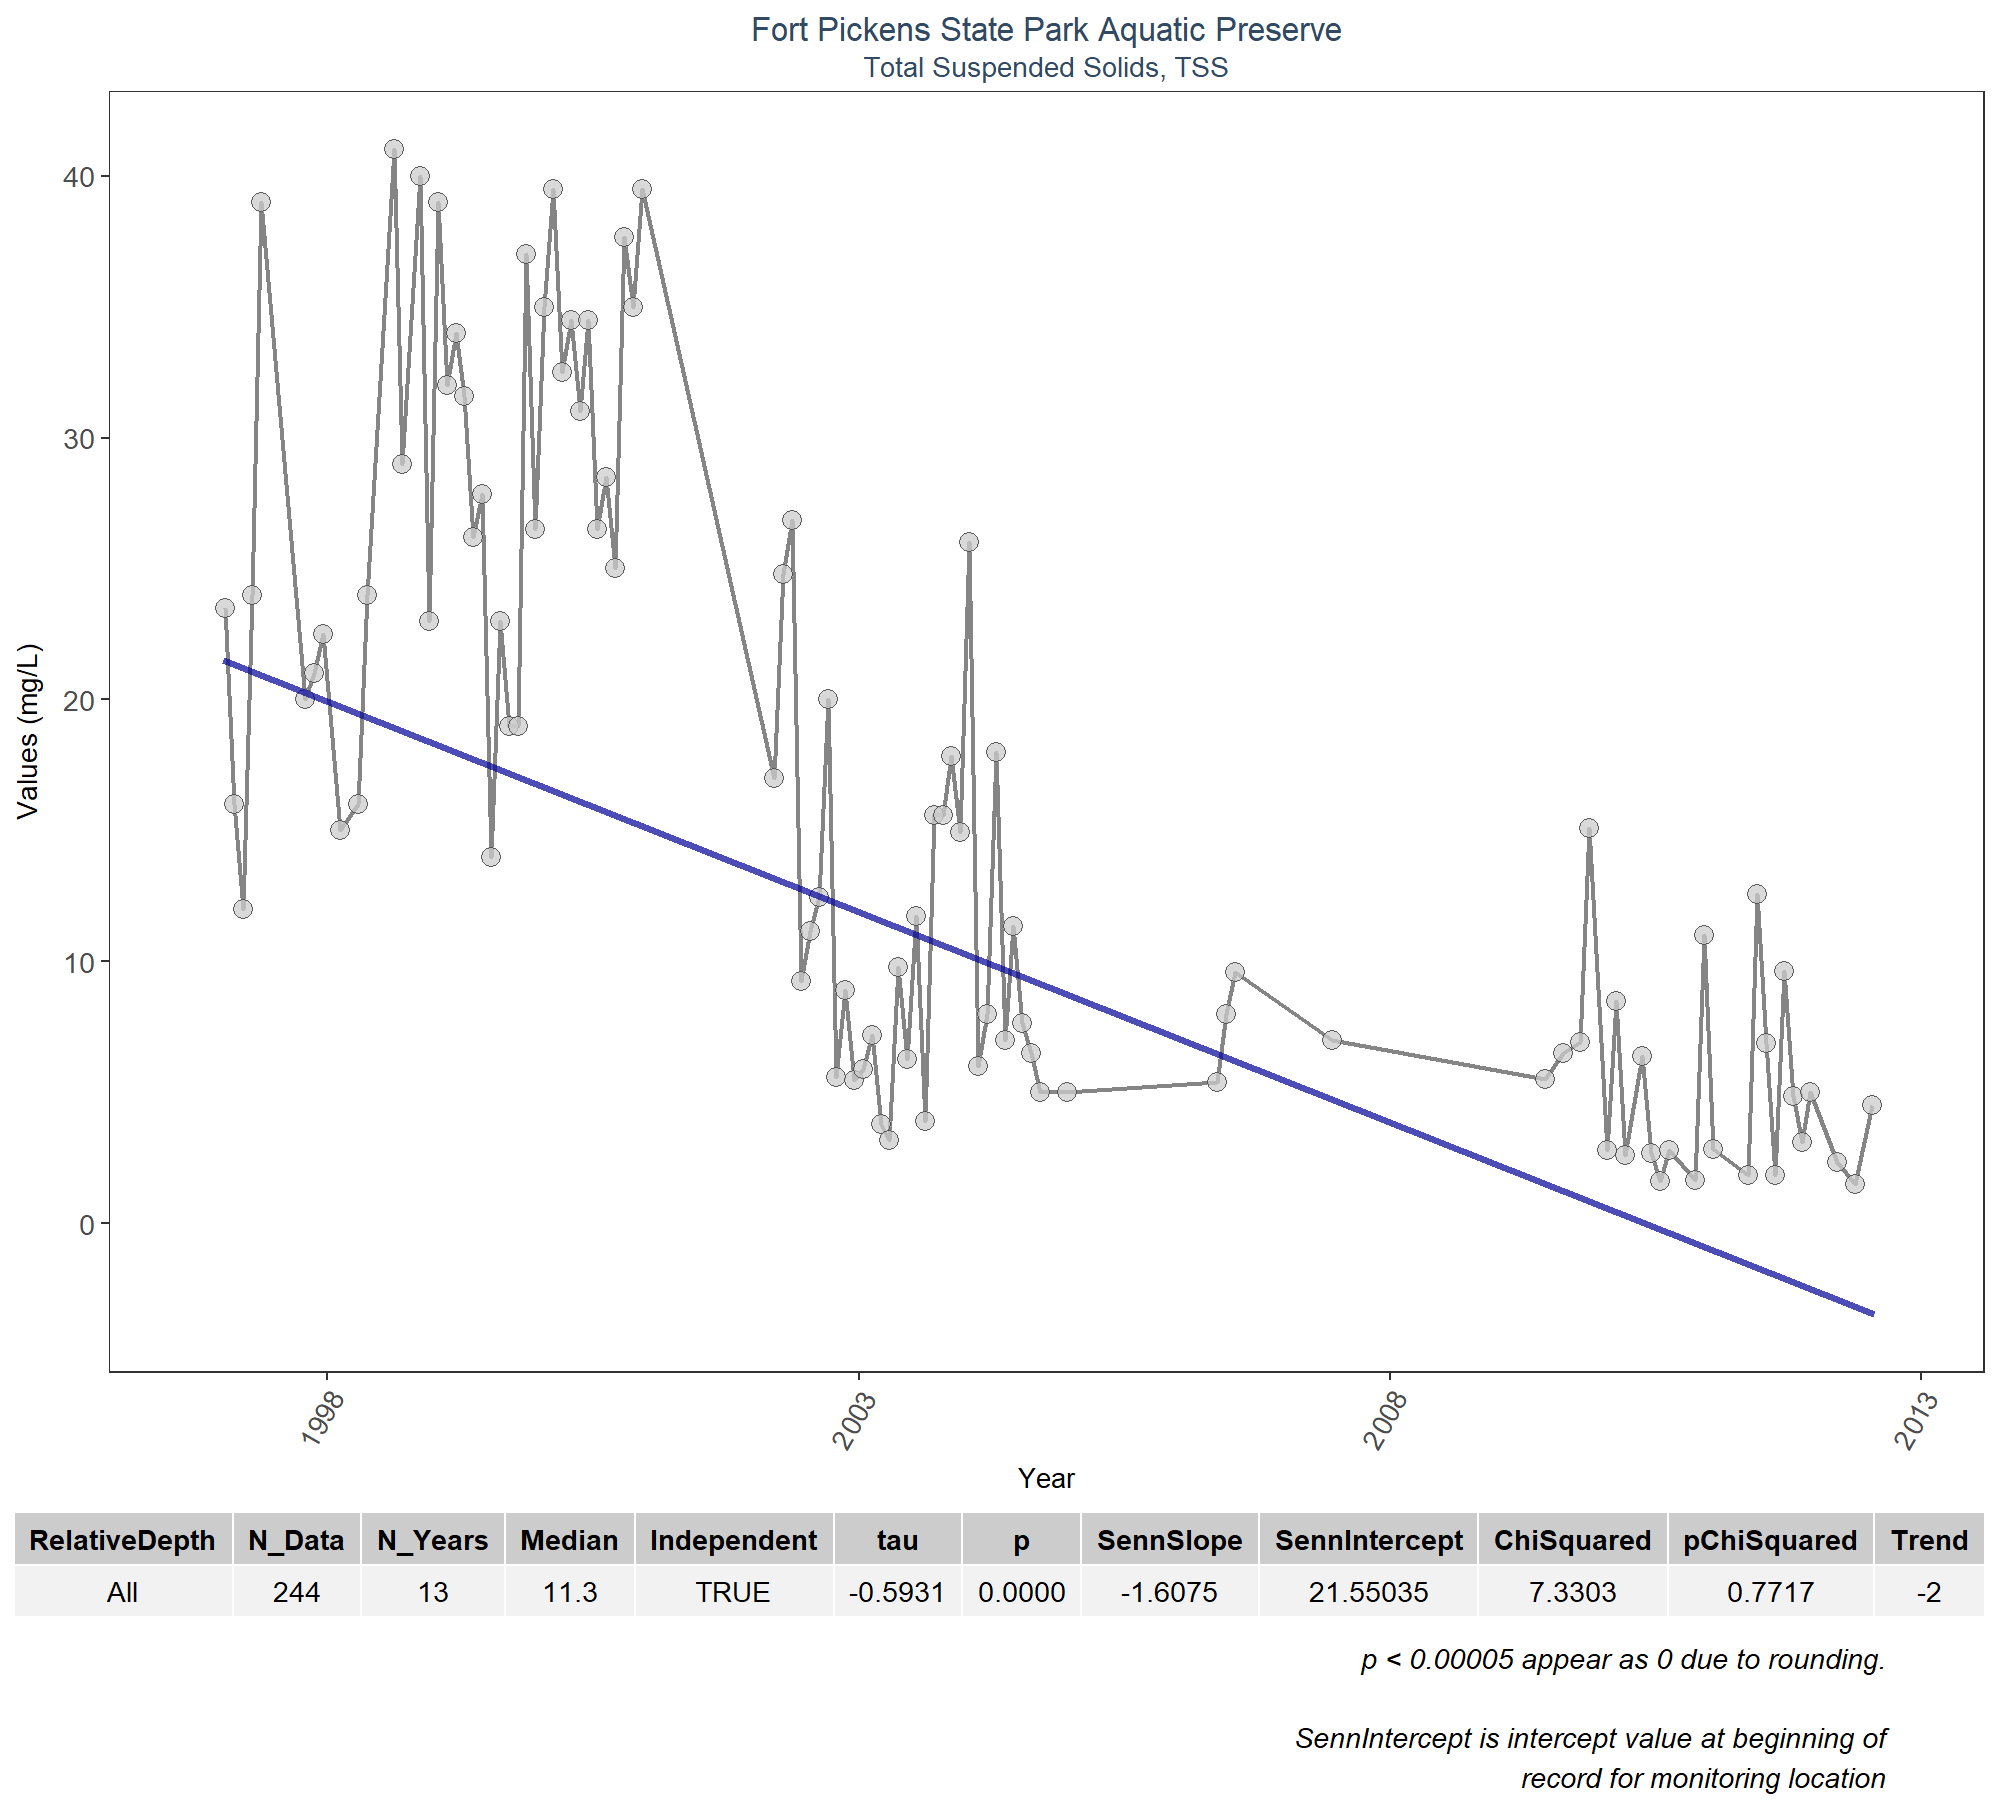 Fort Pickens State Park Aquatic Preserve
Total Suspended Solids, TSS
Values (mg/L)
40
30
20
10
0
1998
2003
2008
2013
Year
RelativeDepth N_Data N_Years Median Independent tau p SennSlope SennIntercept ChiSquared pChiSquared Trend
All 244 13 11.3 TRUE -0.5931 0.0000 -1.6075 21.55035 7.3303 0.7717 -2
p < 0.00005 appear as 0 due to rounding.
SennIntercept is intercept value at beginning of
record for monitoring location